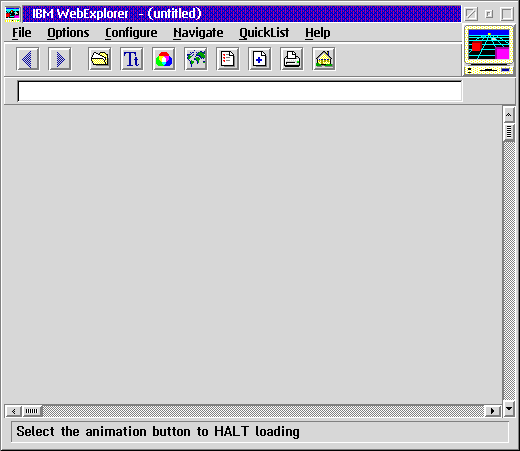 IBM WebExplorer - (untitled)
File Options Configure Navigate QuickList Help
Tt
Select the animation button to HALT loading